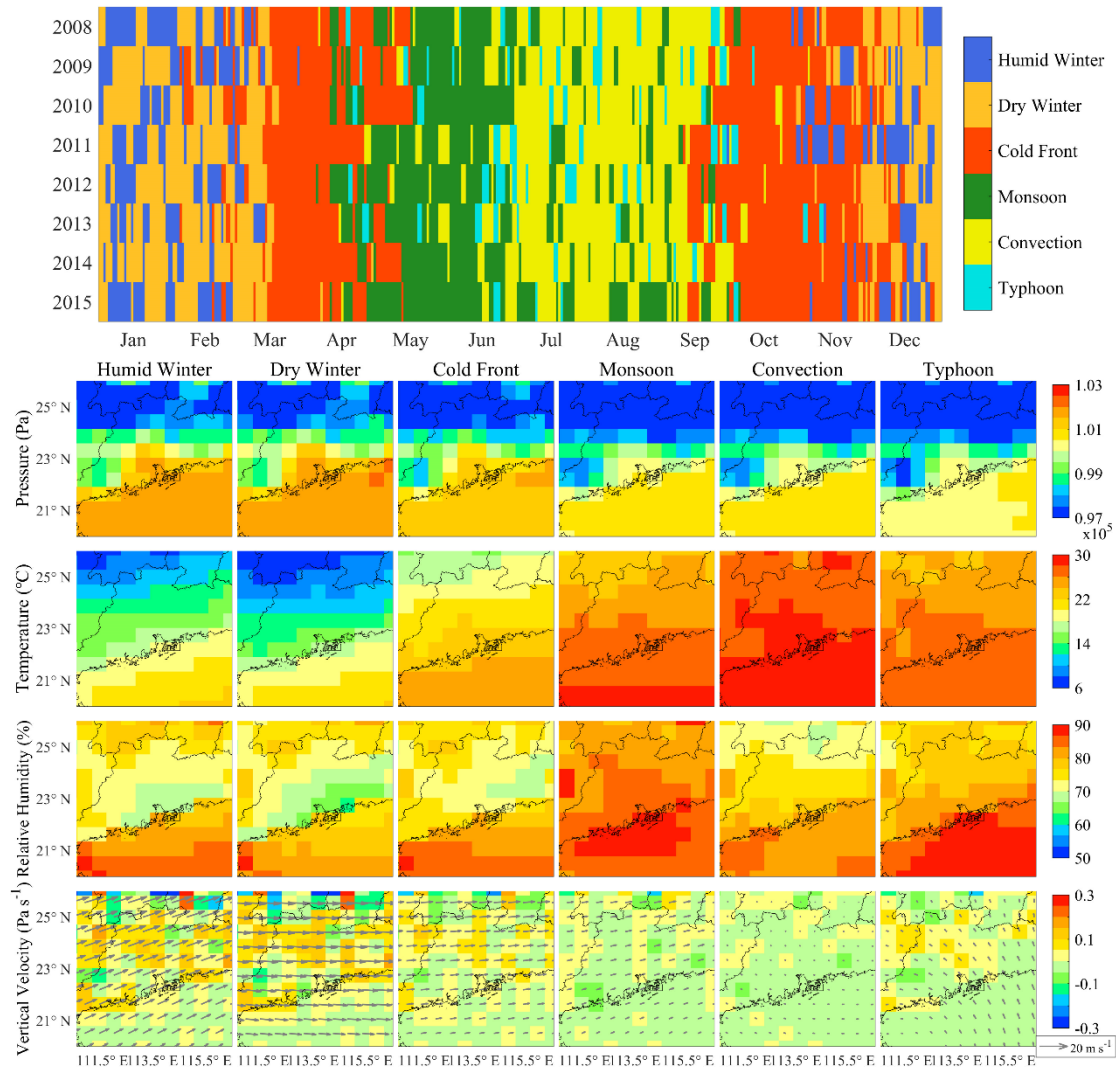 2008
2009
2010
2011
2012
2013
2014
2015
Jan Feb Mar Apr May Jun Jul Aug Sep Oct Nov Dec
Humid Winter
Dry Winter
Cold Front
Monsoon
Convection
Typhoon
Humid Winter Dry Winter Cold Front Monsoon Convection Typhoon
Pressure (Pa)
25° N
23° N
21° N
1.03
1.01
0.99
0.97
x10⁵
Temperature (°C)
25° N
23° N
21° N
30
22
14
6
Relative Humidity (%)
25° N
23° N
21° N
90
80
70
60
50
Vertical Velocity (Pa s⁻¹)
25° N
23° N
21° N
0.3
0.1
-0.1
-0.3
20 m s⁻¹
111.5° E113.5° E115.5° E 111.5° E113.5° E115.5° E 111.5° E113.5° E115.5° E 111.5° E113.5° E115.5° E 111.5° E113.5° E115.5° E 111.5° E113.5° E115.5° E